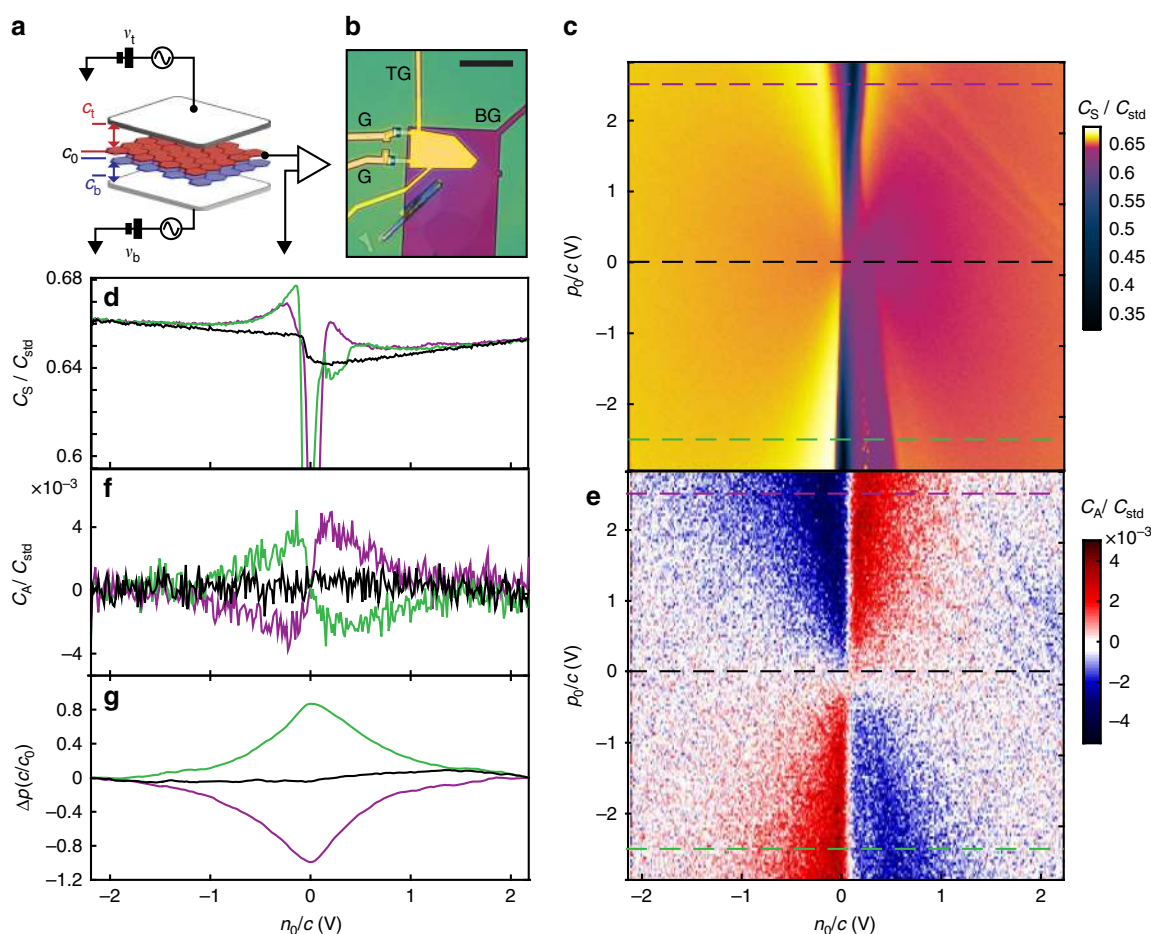 a
v_t
c_t
c_0
c_b
v_b
b
TG
BG
G
G
c
p_0/c (V)
2
1
0
−1
−2
C_S / C_std
0.65
0.6
0.55
0.5
0.45
0.4
0.35
d
C_S / C_std
0.68
0.64
0.6
f
×10^−3
C_A / C_std
4
0
−4
g
Δp(c/c_0)
0.8
0.4
0
−0.4
−0.8
−1.2
−2
−1
0
1
2
n_0/c (V)
e
p_0/c (V)
2
1
0
−1
−2
−2
−1
0
1
2
n_0/c (V)
C_A / C_std
×10^−3
4
2
0
−2
−4